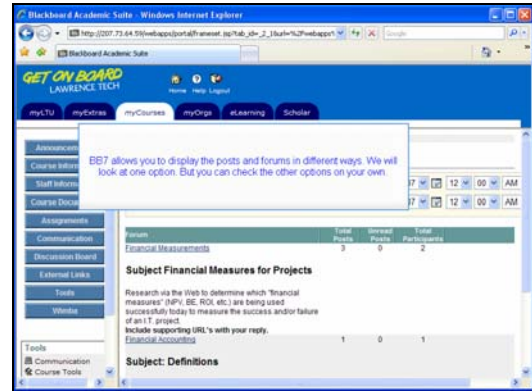 Blackboard Academic Suite - Windows Internet Explorer
http://207.73.64.59/webapps/portal/frameset.jsp?tab_id=_2_1&url=%2Fwebapps%
Google
Blackboard Academic Suite
GET ON BOARD
LAWRENCE TECH
Home Help Logout
myLTU myExtras myCourses myOrgs eLearning Scholar
BB7 allows you to display the posts and forums in different ways. We will
look at one option. But you can check the other options on your own.
Announcem
Course Inform
Staff Inform
Course Docu
Assignments
Communication
Discussion Board
External Links
Tools
Wimba
07 12 00 AM
07 12 00 AM
Forum Total Posts Unread Posts Total Participants
Financial Measurements 3 0 2
Subject Financial Measures for Projects
Research via the Web to determine which "financial
measures" (NPV, BE, ROI, etc.) are being used
successfully today to measure the success and/or failure
of an I.T. project.
Include supporting URL's with your reply.
Financial Accounting 1 0 1
Subject: Definitions
Tools
Communication
Course Tools